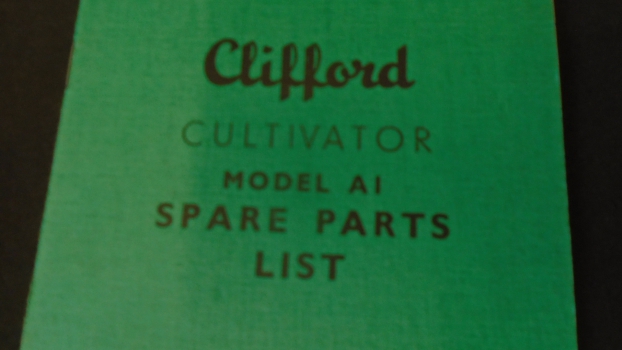 Clifford
CULTIVATOR
MODEL A1
SPARE PARTS
LIST